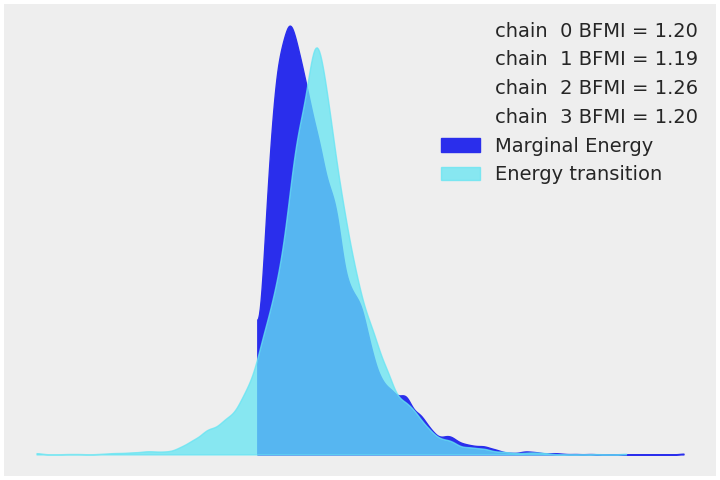 chain  0 BFMI = 1.20
chain  1 BFMI = 1.19
chain  2 BFMI = 1.26
chain  3 BFMI = 1.20
Marginal Energy
Energy transition